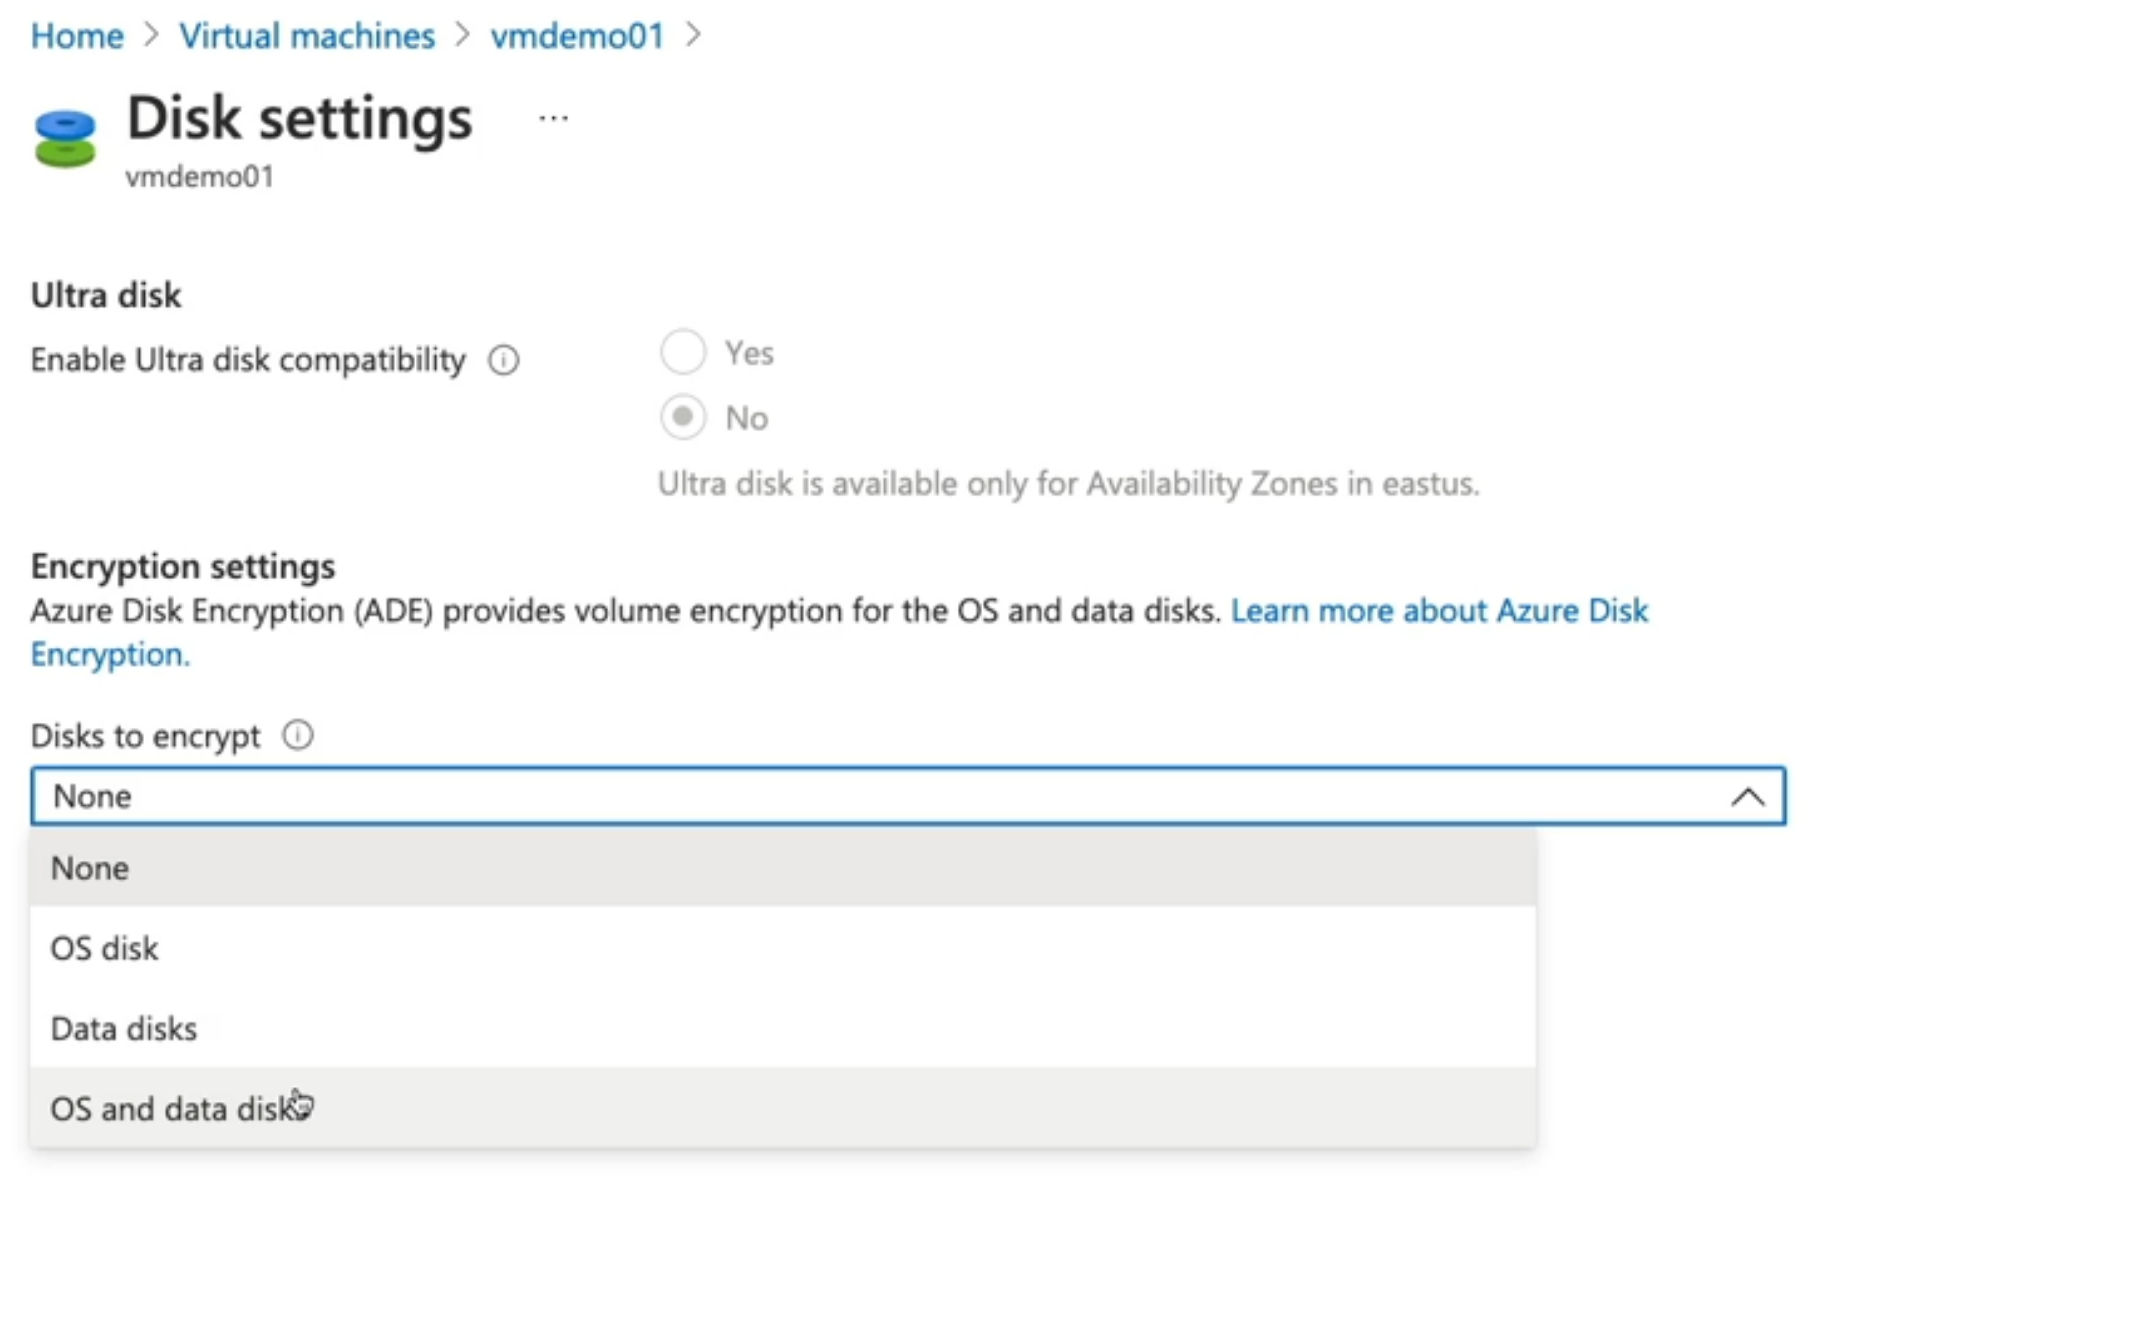 Home > Virtual machines > vmdemo01 >
Disk settings ...
vmdemo01
Ultra disk
Enable Ultra disk compatibility
Yes
No
Ultra disk is available only for Availability Zones in eastus.
Encryption settings
Azure Disk Encryption (ADE) provides volume encryption for the OS and data disks. Learn more about Azure Disk
Encryption.
Disks to encrypt
None
None
OS disk
Data disks
OS and data disks